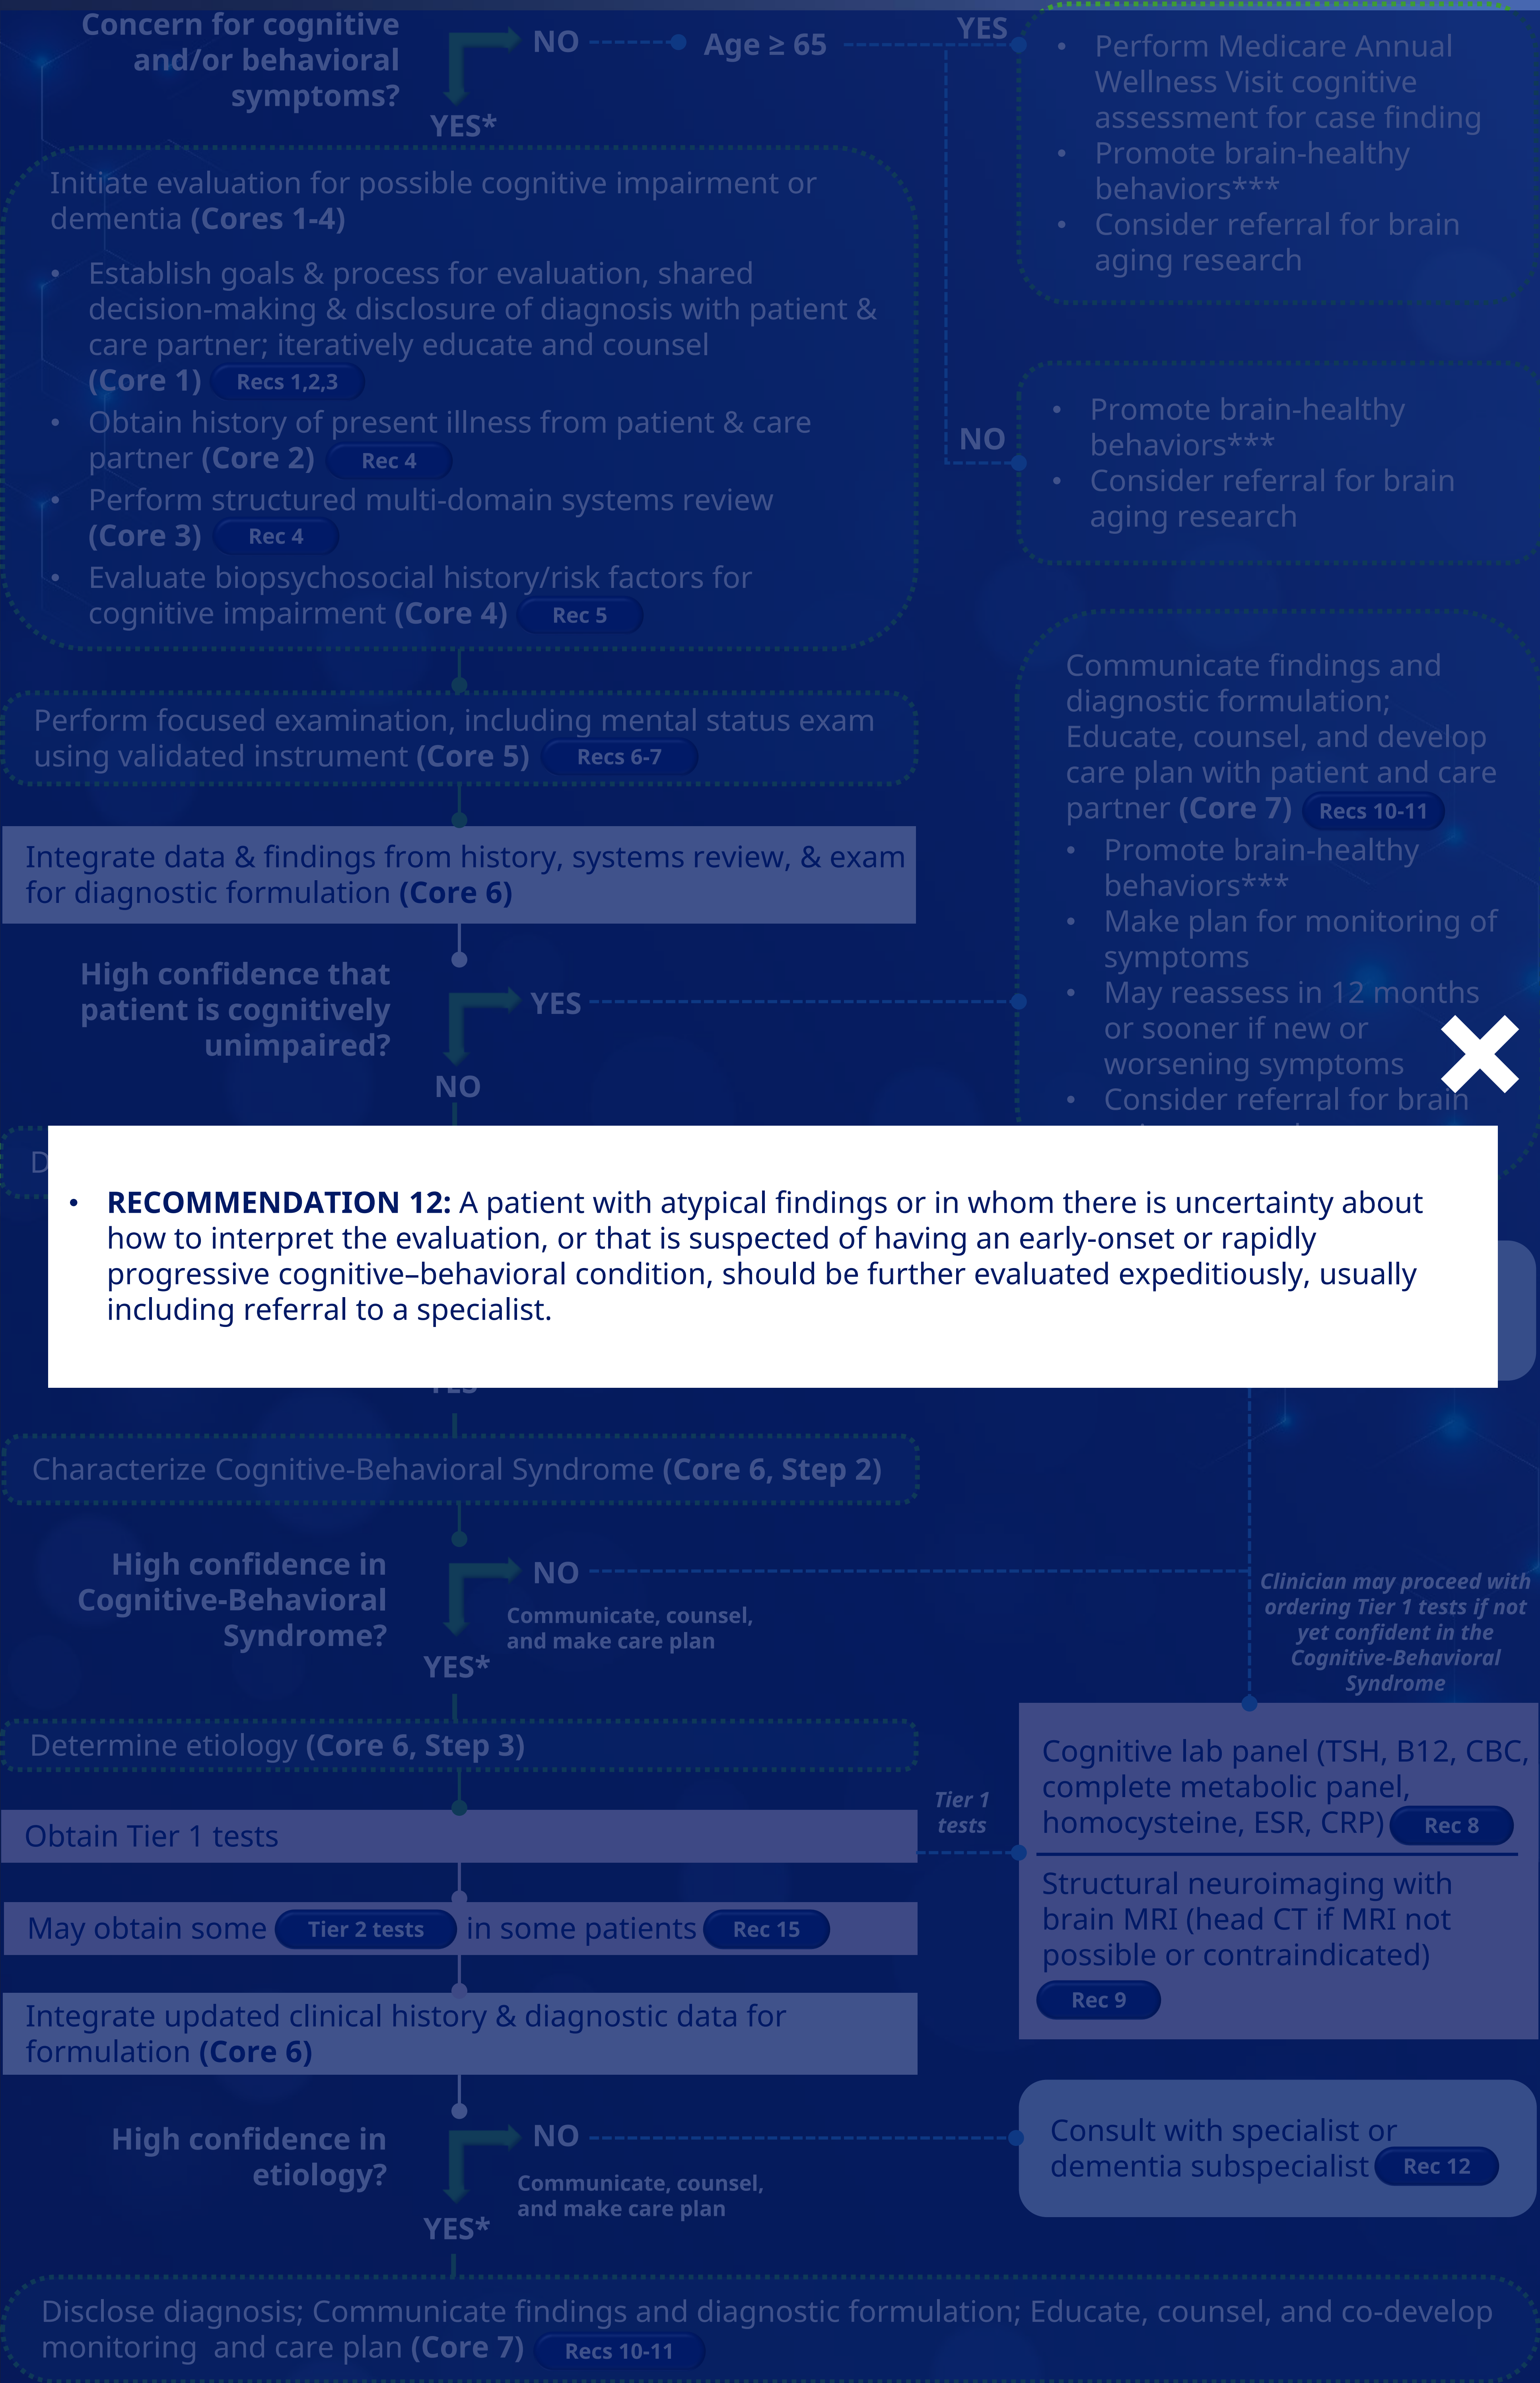 Concern for cognitive
and/or behavioral
symptoms?
NO
Age ≥ 65
YES
YES*
• Perform Medicare Annual
Wellness Visit cognitive
assessment for case finding
• Promote brain-healthy
behaviors***
• Consider referral for brain
aging research
Initiate evaluation for possible cognitive impairment or
dementia (Cores 1-4)
• Establish goals & process for evaluation, shared
decision-making & disclosure of diagnosis with patient &
care partner; iteratively educate and counsel
(Core 1) Recs 1,2,3
• Obtain history of present illness from patient & care
partner (Core 2) Rec 4
• Perform structured multi-domain systems review
(Core 3) Rec 4
• Evaluate biopsychosocial history/risk factors for
cognitive impairment (Core 4) Rec 5
NO
• Promote brain-healthy
behaviors***
• Consider referral for brain
aging research
Perform focused examination, including mental status exam
using validated instrument (Core 5) Recs 6-7
Integrate data & findings from history, systems review, & exam
for diagnostic formulation (Core 6)
High confidence that
patient is cognitively
unimpaired?
YES
NO
Communicate findings and
diagnostic formulation;
Educate, counsel, and develop
care plan with patient and care
partner (Core 7) Recs 10-11
• Promote brain-healthy
behaviors***
• Make plan for monitoring of
symptoms
• May reassess in 12 months
or sooner if new or
worsening symptoms
• Consider referral for brain
D
• RECOMMENDATION 12: A patient with atypical findings or in whom there is uncertainty about
how to interpret the evaluation, or that is suspected of having an early-onset or rapidly
progressive cognitive–behavioral condition, should be further evaluated expeditiously, usually
including referral to a specialist.
Characterize Cognitive-Behavioral Syndrome (Core 6, Step 2)
High confidence in
Cognitive-Behavioral
Syndrome?
NO
Communicate, counsel,
and make care plan
YES*
Clinician may proceed with
ordering Tier 1 tests if not
yet confident in the
Cognitive-Behavioral
Syndrome
Determine etiology (Core 6, Step 3)
Obtain Tier 1 tests
Tier 1
tests
Cognitive lab panel (TSH, B12, CBC,
complete metabolic panel,
homocysteine, ESR, CRP) Rec 8
Structural neuroimaging with
brain MRI (head CT if MRI not
possible or contraindicated)
Rec 9
May obtain some Tier 2 tests in some patients Rec 15
Integrate updated clinical history & diagnostic data for
formulation (Core 6)
High confidence in
etiology?
NO
Communicate, counsel,
and make care plan
YES*
Consult with specialist or
dementia subspecialist Rec 12
Disclose diagnosis; Communicate findings and diagnostic formulation; Educate, counsel, and co-develop
monitoring and care plan (Core 7) Recs 10-11